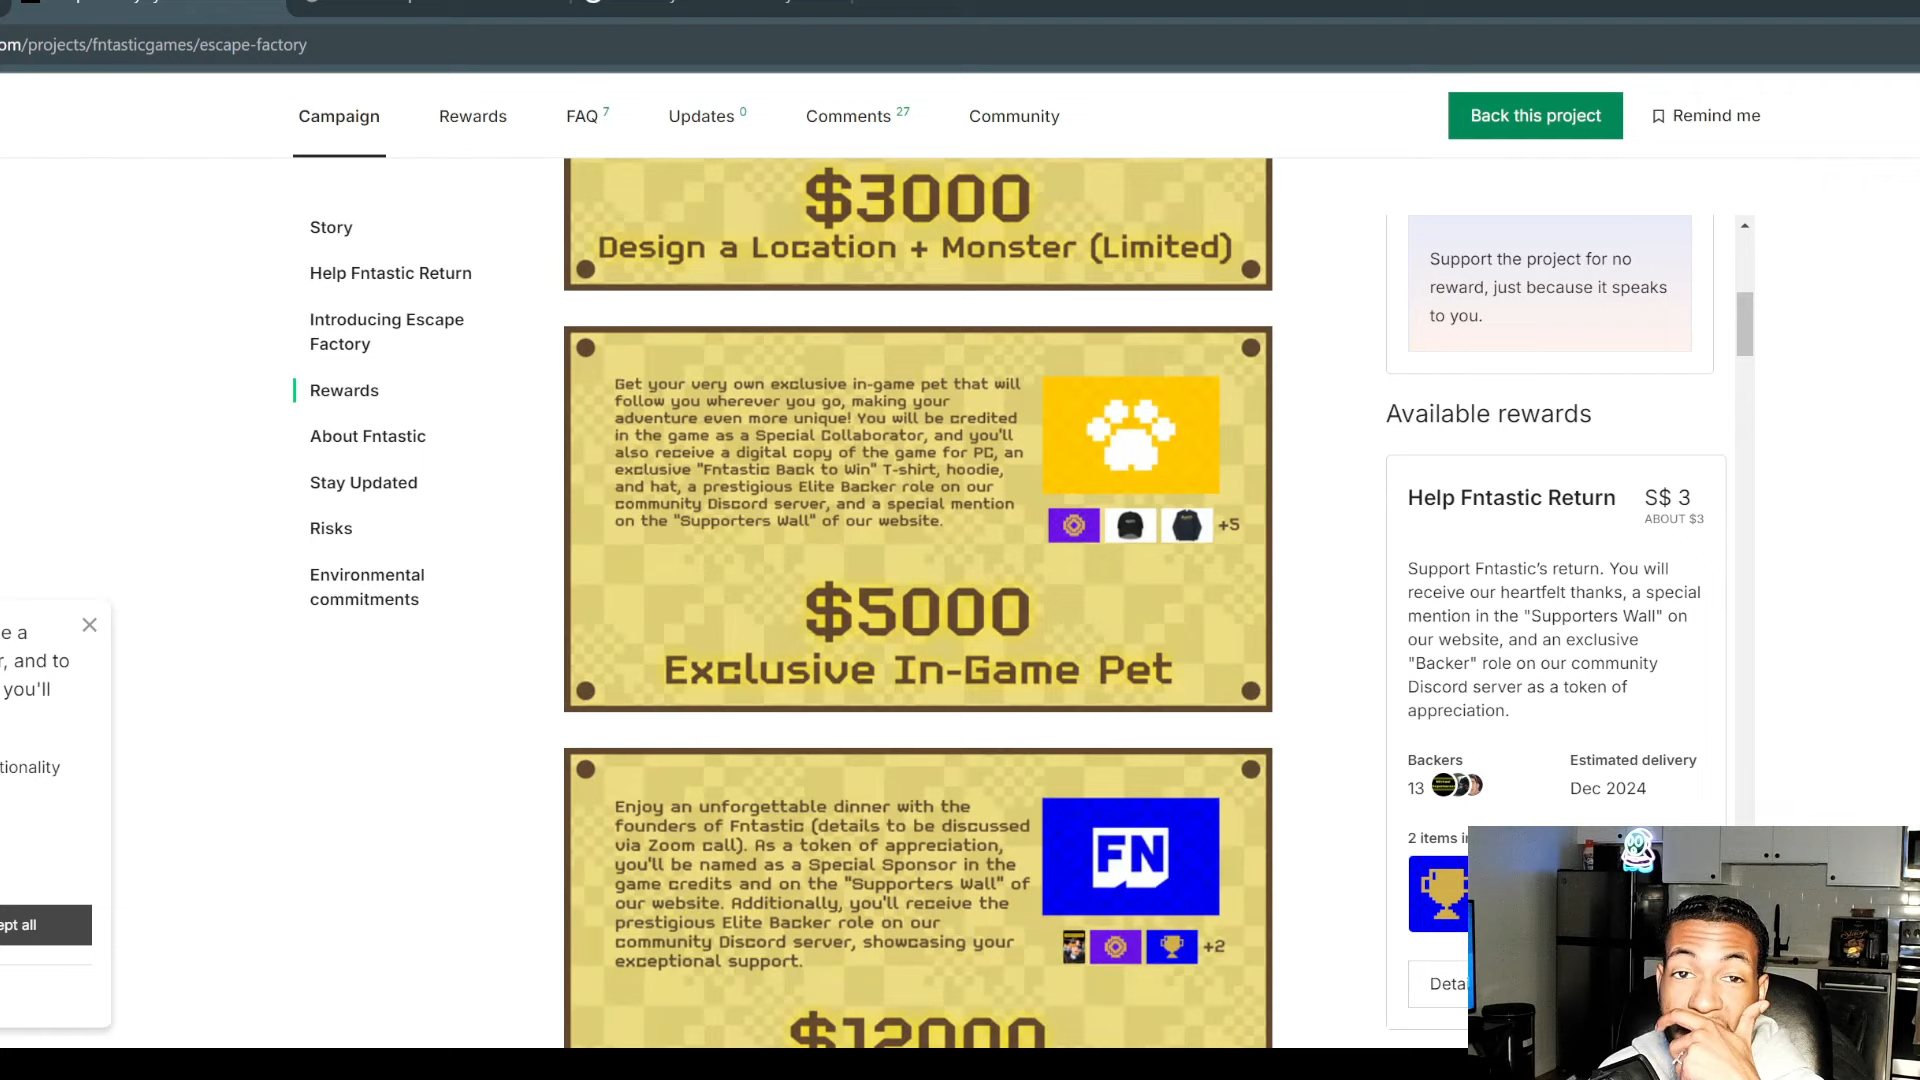 om/projects/fntasticgames/escape-factory
Campaign
Rewards
FAQ 7
Updates 0
Comments 27
Community
Back this project
Remind me
Story
Help Fntastic Return
Introducing Escape
Factory
Rewards
About Fntastic
Stay Updated
Risks
Environmental
commitments
e a
r, and to
you'll
tionality
ept all
$3000
Design a Location + Monster (Limited)
Get your very own exclusive in-game pet that will
follow you wherever you go, making your
adventure even more unique! You will be credited
in the game as a Special Collaborator, and you'll
also receive a digital copy of the game for PC, an
exclusive "Fntastic Back to Win" T-shirt, hoodie,
and hat, a prestigious Elite Backer role on our
community Discord server, and a special mention
on the "Supporters Wall" of our website.
+5
$5000
Exclusive In-Game Pet
Enjoy an unforgettable dinner with the
founders of Fntastic (details to be discussed
via Zoom call). As a token of appreciation,
you'll be named as a Special Sponsor in the
game credits and on the "Supporters Wall" of
our website. Additionally, you'll receive the
prestigious Elite Backer role on our
community Discord server, showcasing your
exceptional support.
FN
+2
$12000
Support the project for no
reward, just because it speaks
to you.
Available rewards
Help Fntastic Return
S$ 3
ABOUT $3
Support Fntastic’s return. You will
receive our heartfelt thanks, a special
mention in the "Supporters Wall" on
our website, and an exclusive
"Backer" role on our community
Discord server as a token of
appreciation.
Backers
13
Estimated delivery
Dec 2024
2 items i
Detai